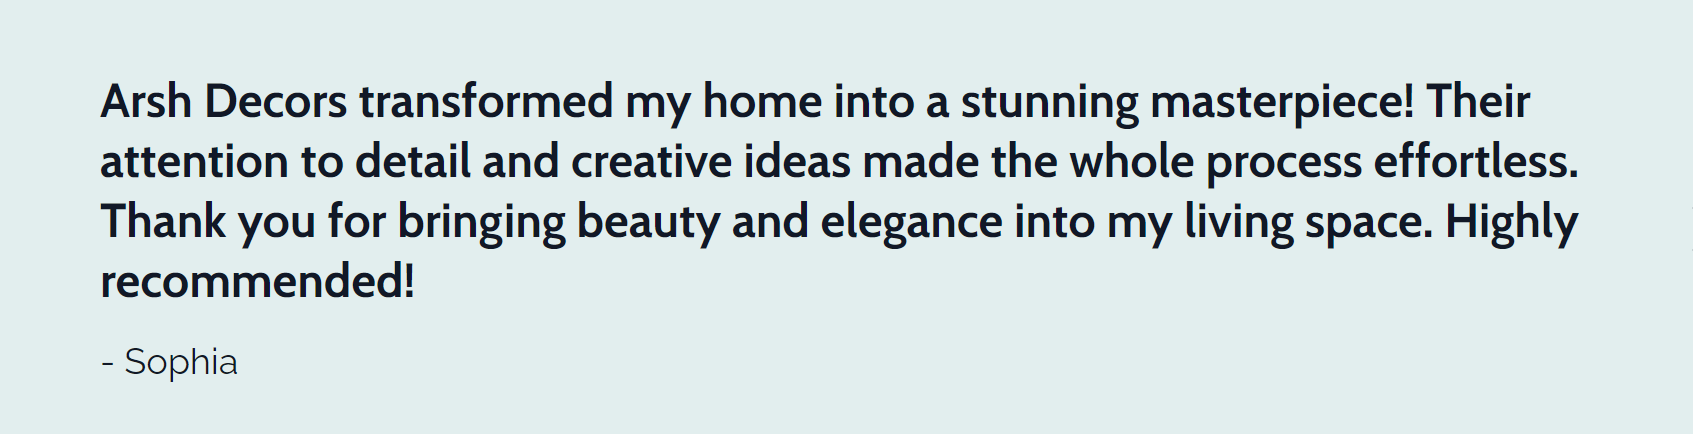 Arsh Decors transformed my home into a stunning masterpiece! Their
attention to detail and creative ideas made the whole process effortless.
Thank you for bringing beauty and elegance into my living space. Highly
recommended!
- Sophia